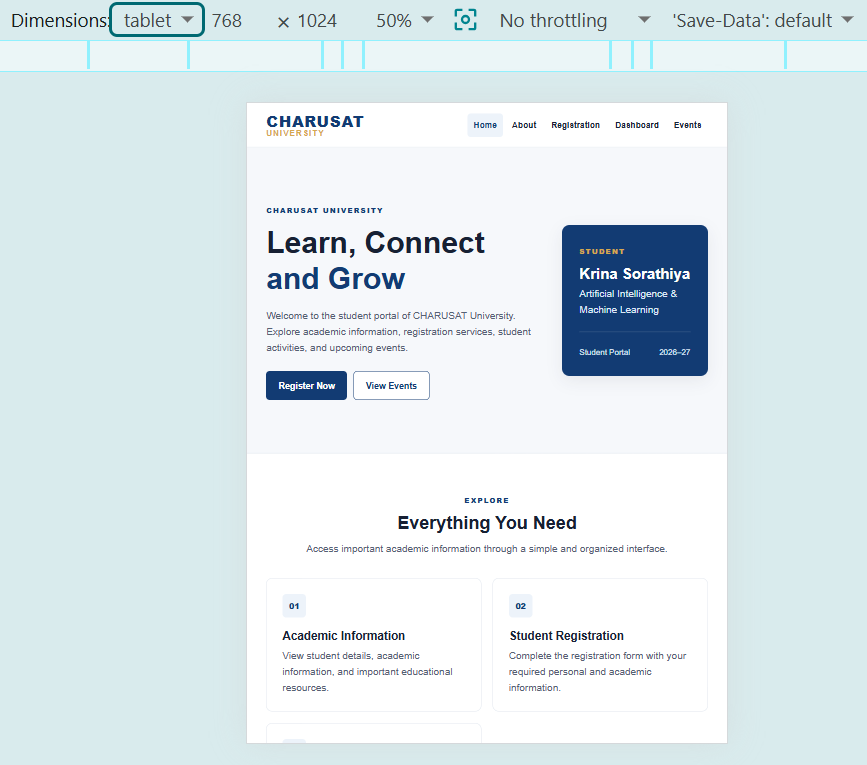 Dimensions: tablet 768 × 1024 50% No throttling 'Save-Data': default
CHARUSAT
UNIVERSITY
Home About Registration Dashboard Events
CHARUSAT UNIVERSITY
Learn, Connect
and Grow
Welcome to the student portal of CHARUSAT University.
Explore academic information, registration services, student
activities, and upcoming events.
Register Now View Events
STUDENT
Krina Sorathiya
Artificial Intelligence &
Machine Learning
Student Portal 2026–27
EXPLORE
Everything You Need
Access important academic information through a simple and organized interface.
01
Academic Information
View student details, academic
information, and important educational
resources.
02
Student Registration
Complete the registration form with your
required personal and academic
information.